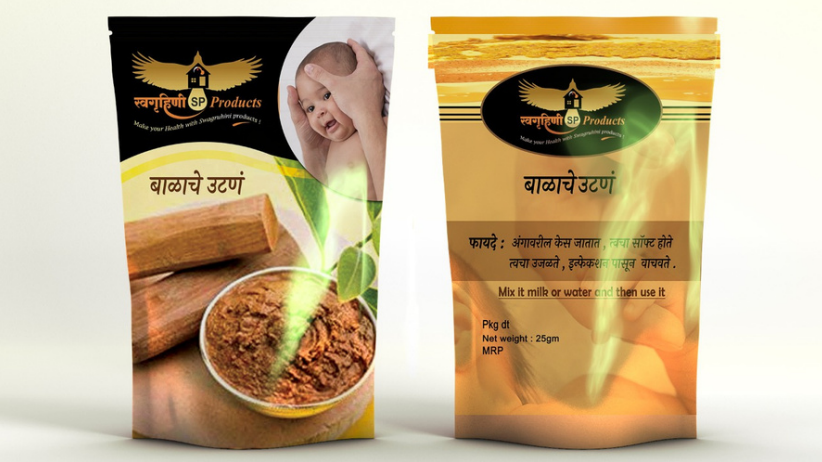 स्वगृहिणी SP Products
Make your Health with Swagruhini products !
बाळाचे उटणं
स्वगृहिणी SP Products
Make your Health with Swagruhini products !
बाळाचे उटणं
फायदे : अंगावरील केस जातात , त्वचा सॉफ्ट होते
त्वचा उजळते , इन्फेकशन पासून वाचवते .
Mix it milk or water and then use it
Pkg dt
Net weight : 25gm
MRP